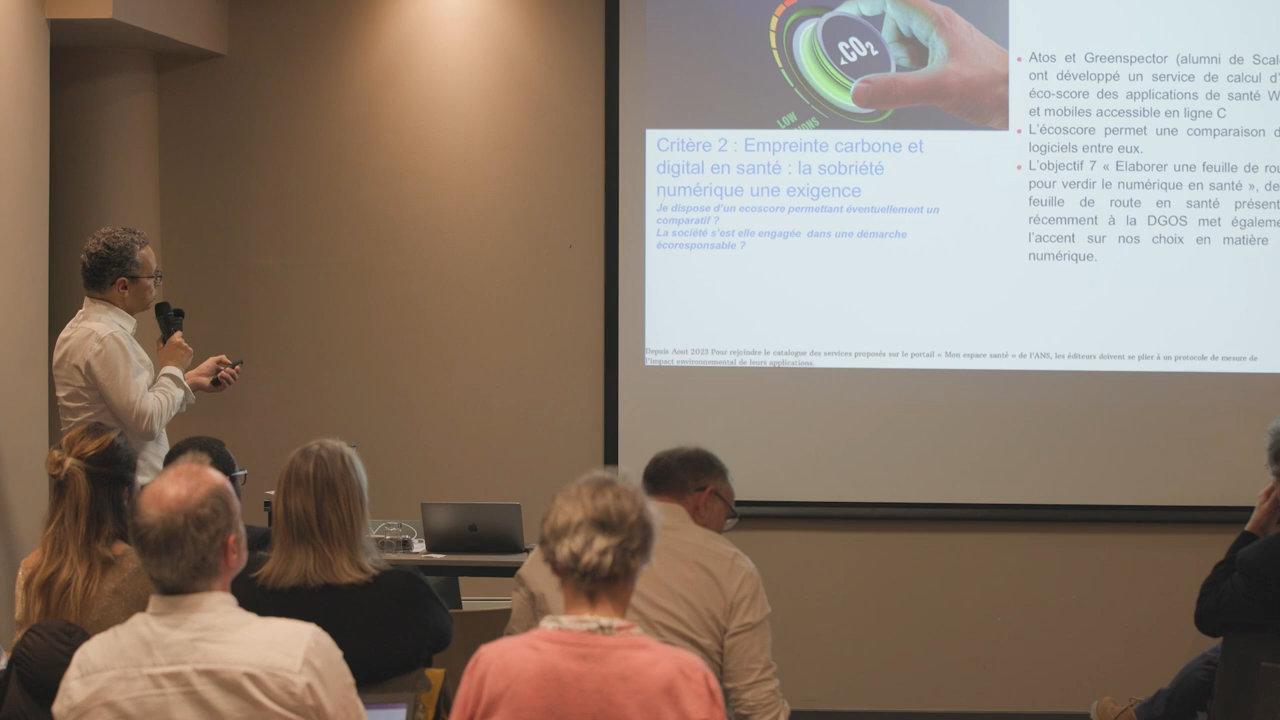 CO2
LOW
Critère 2 : Empreinte carbone et
digital en santé : la sobriété
numérique une exigence
Je dispose d'un ecoscore permettant éventuellement un
comparatif ?
La société s'est elle engagée dans une démarche
écoresponsable ?
Atos et Greenspector (alumni de
ont développé un service de calcul
éco-score des applications de santé
et mobiles accessible en ligne C
L'écoscore permet une comparaison
logiciels entre eux.
L'objectif 7 « Elaborer une feuille de
pour verdir le numérique en santé »,
feuille de route en santé
récemment à la DGOS met
l'accent sur nos choix en matière
numérique.
Depuis Aout 2023 Pour rejoindre le catalogue des services proposés sur le portail « Mon espace santé » de l'ANS, les éditeurs doivent se plier à un protocole de mesure de
l'impact environnemental de leurs applications.